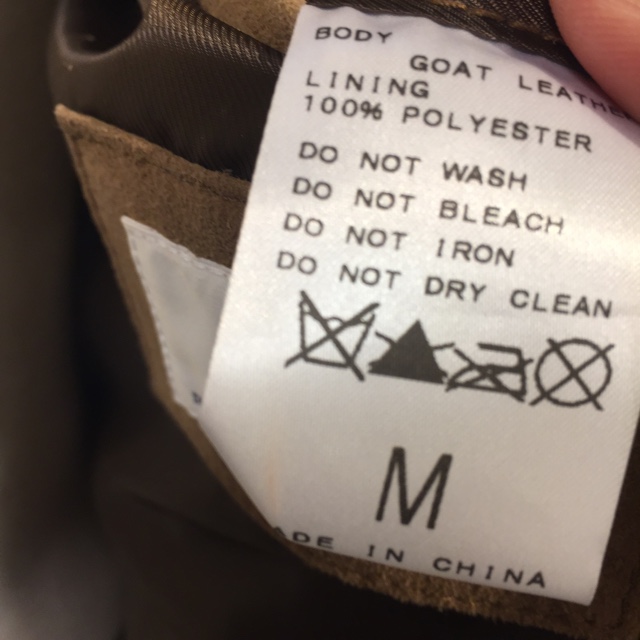 BODY
GOAT LEATHE
LINING
100% POLYESTER
DO NOT WASH
DO NOT BLEACH
DO NOT IRON
DO NOT DRY CLEAN
M
ADE IN CHINA